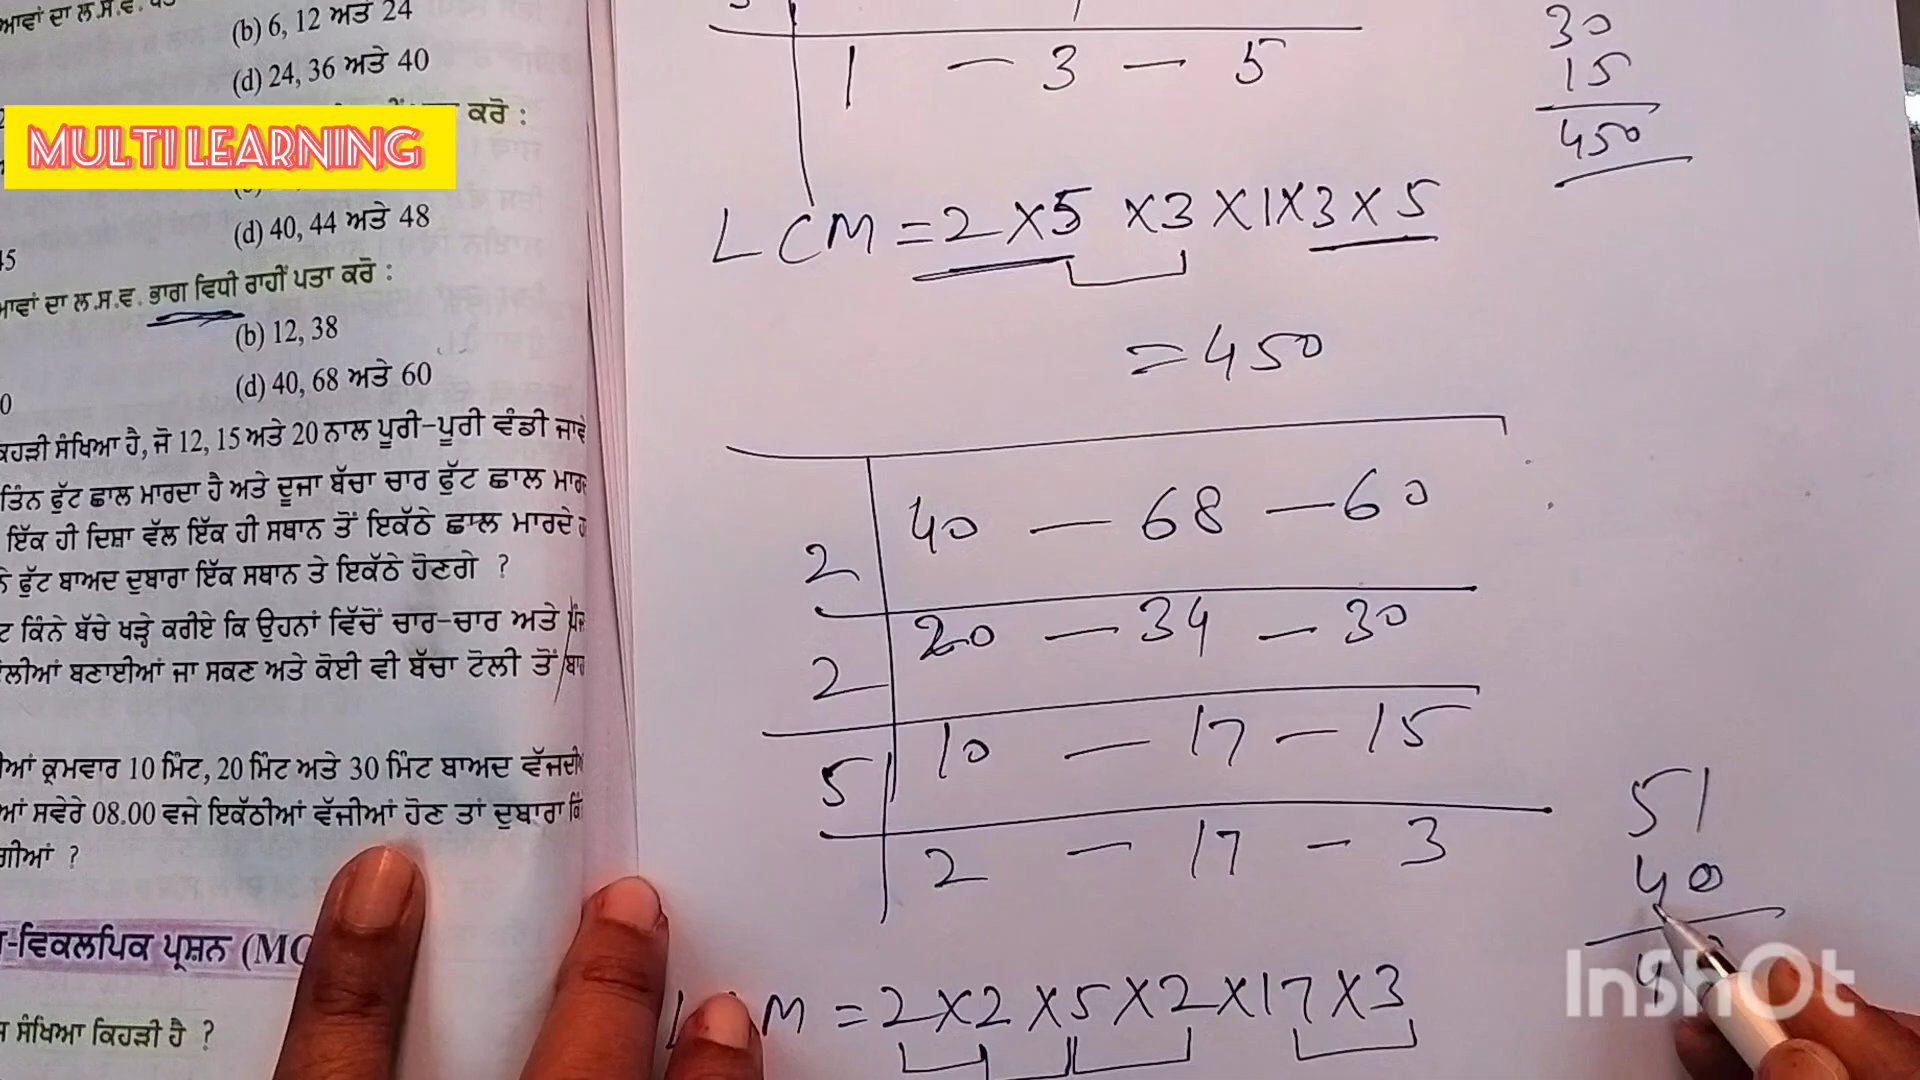 (b) 6, 12 ਅਤੇ 24
(d) 24, 36 ਅਤੇ 40
ਕਰੋ :
MULTI LEARNING
(d) 40, 44 ਅਤੇ 48
ਦਾ ਲ.ਸ.ਵ. ਭਾਗ ਵਿਧੀ ਰਾਹੀਂ ਪਤਾ ਕਰੋ :
(b) 12, 38
(d) 40, 68 ਅਤੇ 60
ਸੰਖਿਆ ਹੈ, ਜੋ 12, 15 ਅਤੇ 20 ਨਾਲ ਪੂਰੀ-ਪੂਰੀ ਵੰਡੀ ਜਾਵੇ
ਤਿੰਨ ਫੁੱਟ ਛਾਲ ਮਾਰਦਾ ਹੈ ਅਤੇ ਦੂਜਾ ਬੱਚਾ ਚਾਰ ਫੁੱਟ ਛਾਲ
ਇੱਕ ਹੀ ਦਿਸ਼ਾ ਵੱਲ ਇੱਕ ਹੀ ਸਥਾਨ ਤੋਂ ਇਕੱਠੇ ਛਾਲ ਮਾਰਦੇ
ਫੁੱਟ ਬਾਅਦ ਦੁਬਾਰਾ ਇੱਕ ਸਥਾਨ ਤੇ ਇਕੱਠੇ ਹੋਣਗੇ ?
ਕਿੰਨੇ ਬੱਚੇ ਖੜ੍ਹੇ ਕਰੀਏ ਕਿ ਉਹਨਾਂ ਵਿੱਚੋਂ ਚਾਰ-ਚਾਰ ਅਤੇ
ਬਣਾਈਆਂ ਜਾ ਸਕਣ ਅਤੇ ਕੋਈ ਵੀ ਬੱਚਾ ਟੋਲੀ ਤੋਂ
ਕ੍ਰਮਵਾਰ 10 ਮਿੰਟ, 20 ਮਿੰਟ ਅਤੇ 30 ਮਿੰਟ ਬਾਅਦ
ਸਵੇਰੇ 08.00 ਵਜੇ ਇਕੱਠੀਆਂ ਵੱਜੀਆਂ ਹੋਣ ਤਾਂ ਦੁਬਾਰਾ
?
-ਵਿਕਲਪਿਕ ਪ੍ਰਸ਼ਨ (MC
ਸੰਖਿਆ ਕਿਹੜੀ ਹੈ ?
1 – 3 – 5
30
15
450
LCM = 2 × 5 × 3 × 1 × 3 × 5
= 450
40 – 68 – 60
2
20 – 34 – 30
2
10 – 17 – 15
5
2 – 17 – 3
51
40
M = 2 × 2 × 5 × 2 × 17 × 3
InShOt